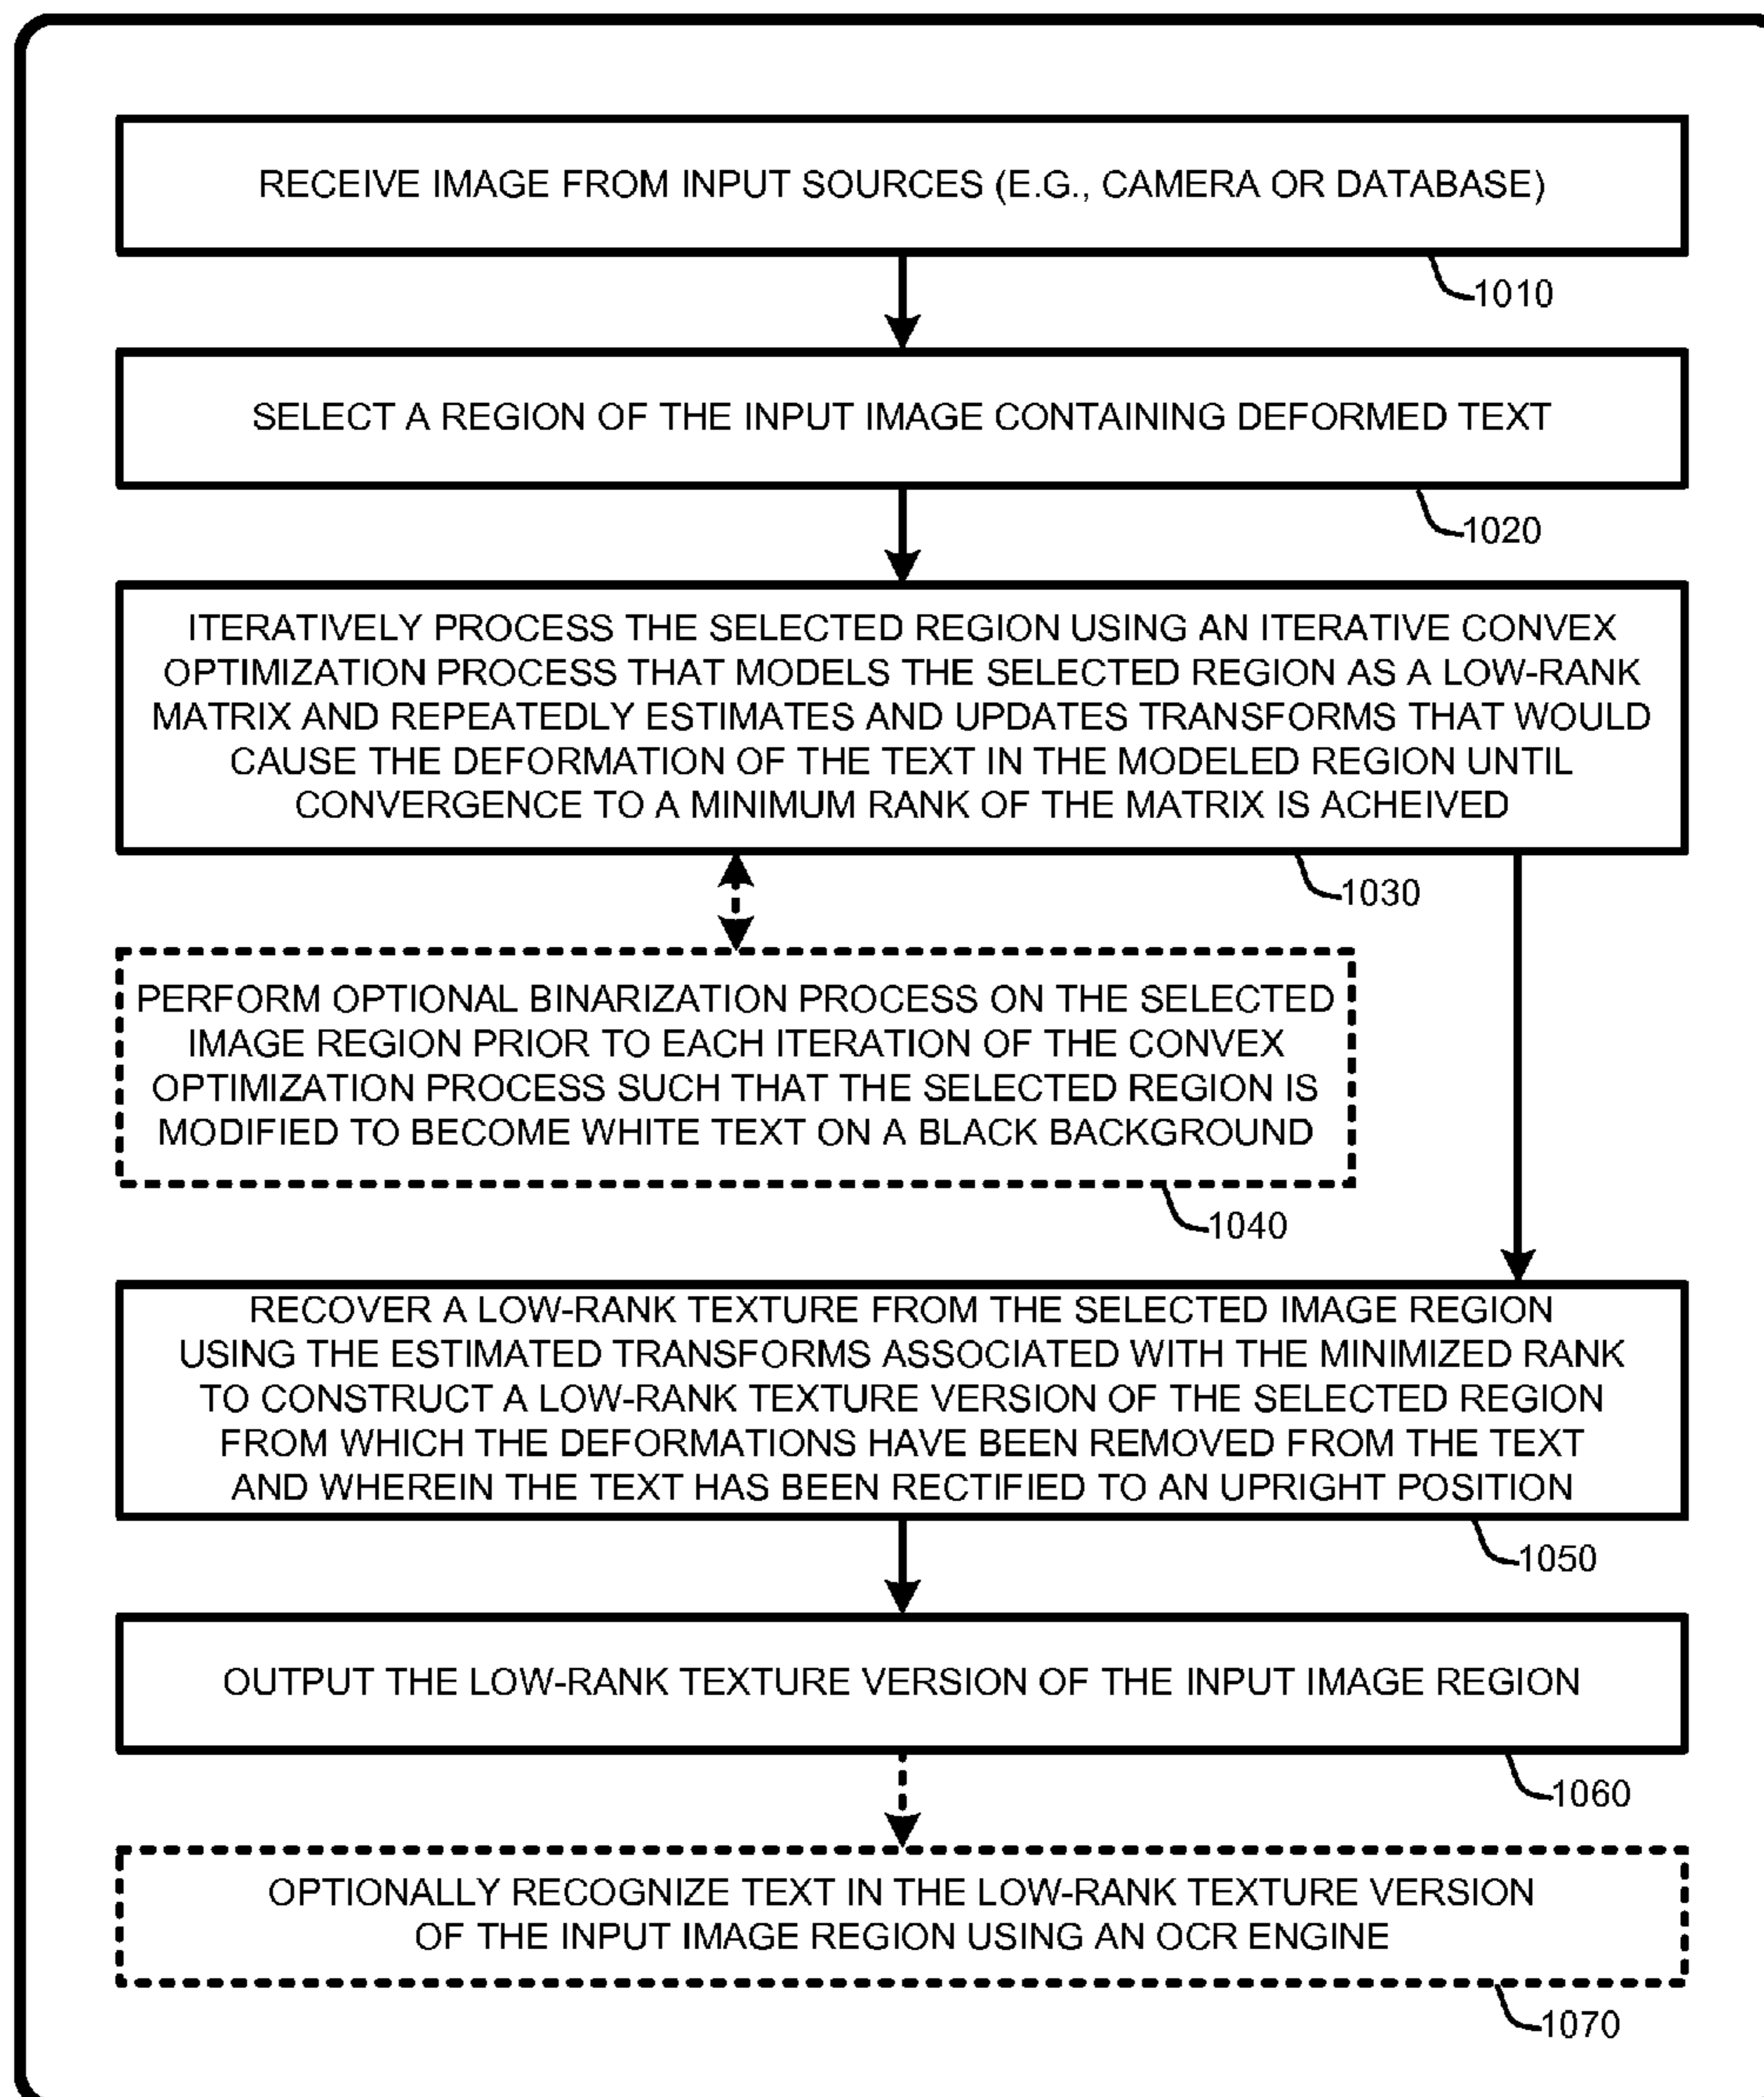 RECEIVE IMAGE FROM INPUT SOURCES (E.G., CAMERA OR DATABASE)
1010
SELECT A REGION OF THE INPUT IMAGE CONTAINING DEFORMED TEXT
1020
ITERATIVELY PROCESS THE SELECTED REGION USING AN ITERATIVE CONVEX
OPTIMIZATION PROCESS THAT MODELS THE SELECTED REGION AS A LOW-RANK
MATRIX AND REPEATEDLY ESTIMATES AND UPDATES TRANSFORMS THAT WOULD
CAUSE THE DEFORMATION OF THE TEXT IN THE MODELED REGION UNTIL
CONVERGENCE TO A MINIMUM RANK OF THE MATRIX IS ACHEIVED
1030
PERFORM OPTIONAL BINARIZATION PROCESS ON THE SELECTED
IMAGE REGION PRIOR TO EACH ITERATION OF THE CONVEX
OPTIMIZATION PROCESS SUCH THAT THE SELECTED REGION IS
MODIFIED TO BECOME WHITE TEXT ON A BLACK BACKGROUND
1040
RECOVER A LOW-RANK TEXTURE FROM THE SELECTED IMAGE REGION
USING THE ESTIMATED TRANSFORMS ASSOCIATED WITH THE MINIMIZED RANK
TO CONSTRUCT A LOW-RANK TEXTURE VERSION OF THE SELECTED REGION
FROM WHICH THE DEFORMATIONS HAVE BEEN REMOVED FROM THE TEXT
AND WHEREIN THE TEXT HAS BEEN RECTIFIED TO AN UPRIGHT POSITION
1050
OUTPUT THE LOW-RANK TEXTURE VERSION OF THE INPUT IMAGE REGION
1060
OPTIONALLY RECOGNIZE TEXT IN THE LOW-RANK TEXTURE VERSION
OF THE INPUT IMAGE REGION USING AN OCR ENGINE
1070